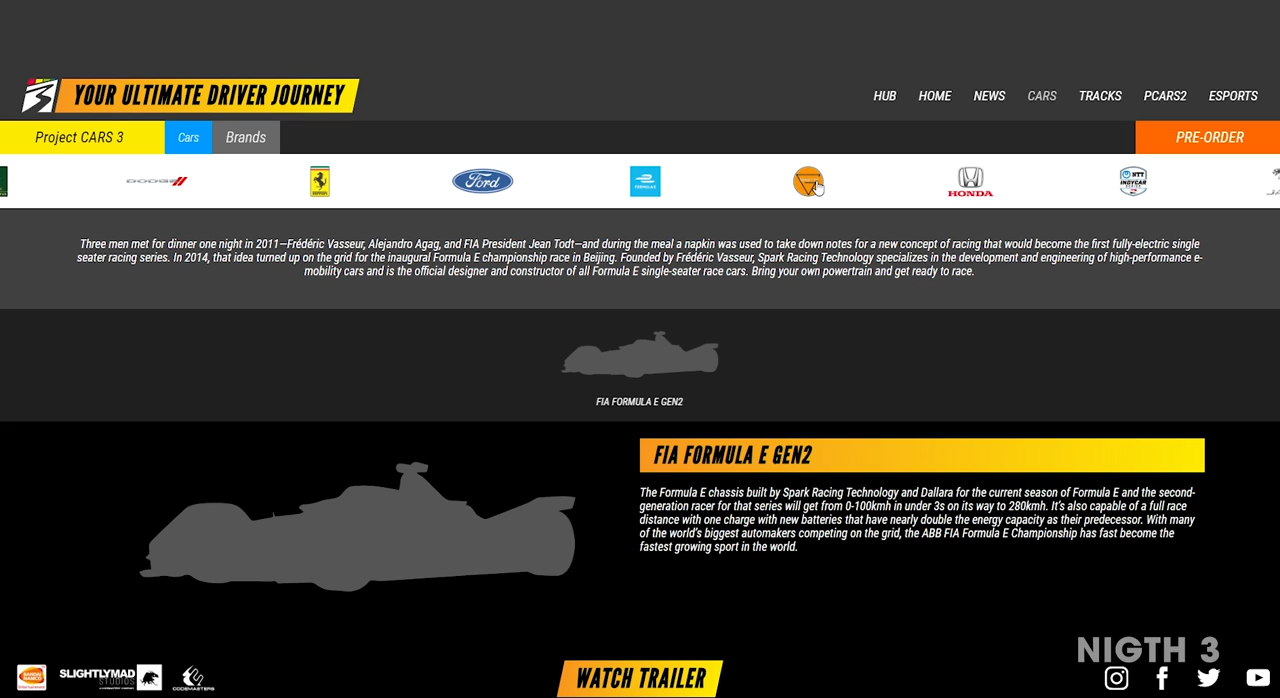 YOUR ULTIMATE DRIVER JOURNEY
HUB HOME NEWS CARS TRACKS PCARS2 ESPORTS
Project CARS 3 Cars Brands PRE-ORDER
DODGE Ferrari Ford FORMULA E HONDA NTT INDYCAR SERIES JA
Three men met for dinner one night in 2011—Frédéric Vasseur, Alejandro Agag, and FIA President Jean Todt—and during the meal a napkin was used to take down notes for a new concept of racing that would become the first fully-electric single
seater racing series. In 2014, that idea turned up on the grid for the inaugural Formula E championship race in Beijing. Founded by Frédéric Vasseur, Spark Racing Technology specializes in the development and engineering of high-performance e-
mobility cars and is the official designer and constructor of all Formula E single-seater race cars. Bring your own powertrain and get ready to race.
FIA FORMULA E GEN2
FIA FORMULA E GEN2
The Formula E chassis built by Spark Racing Technology and Dallara for the current season of Formula E and the second-
generation racer for that series will get from 0-100kmh in under 3s on its way to 280kmh. It's also capable of a full race
distance with one charge with new batteries that have nearly double the energy capacity as their predecessor. With many
of the world's biggest automakers competing on the grid, the ABB FIA Formula E Championship has fast become the
fastest growing sport in the world.
NIGTH 3
BANDAI NAMCO Entertainment
SLIGHTLYMAD STUDIOS
CODEMASTERS
WATCH TRAILER